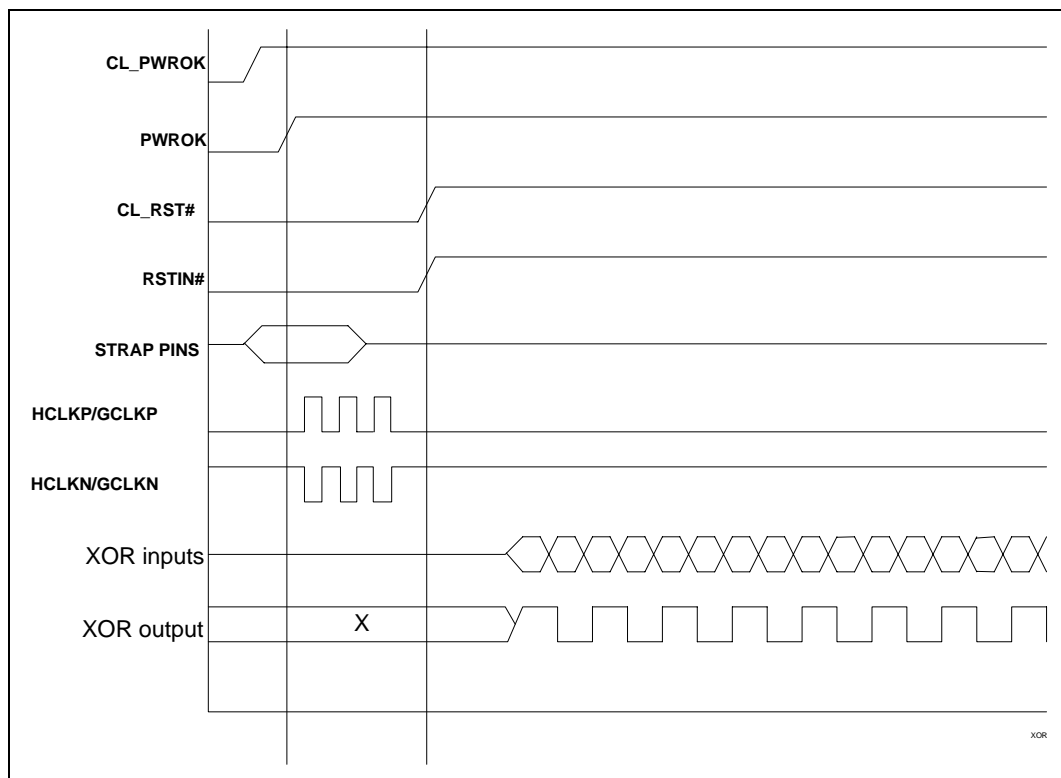 CL_PWROK
PWROK
CL_RST#
RSTIN#
STRAP PINS
HCLKP/GCLKP
HCLKN/GCLKN
XOR inputs
XOR output
X
XOR